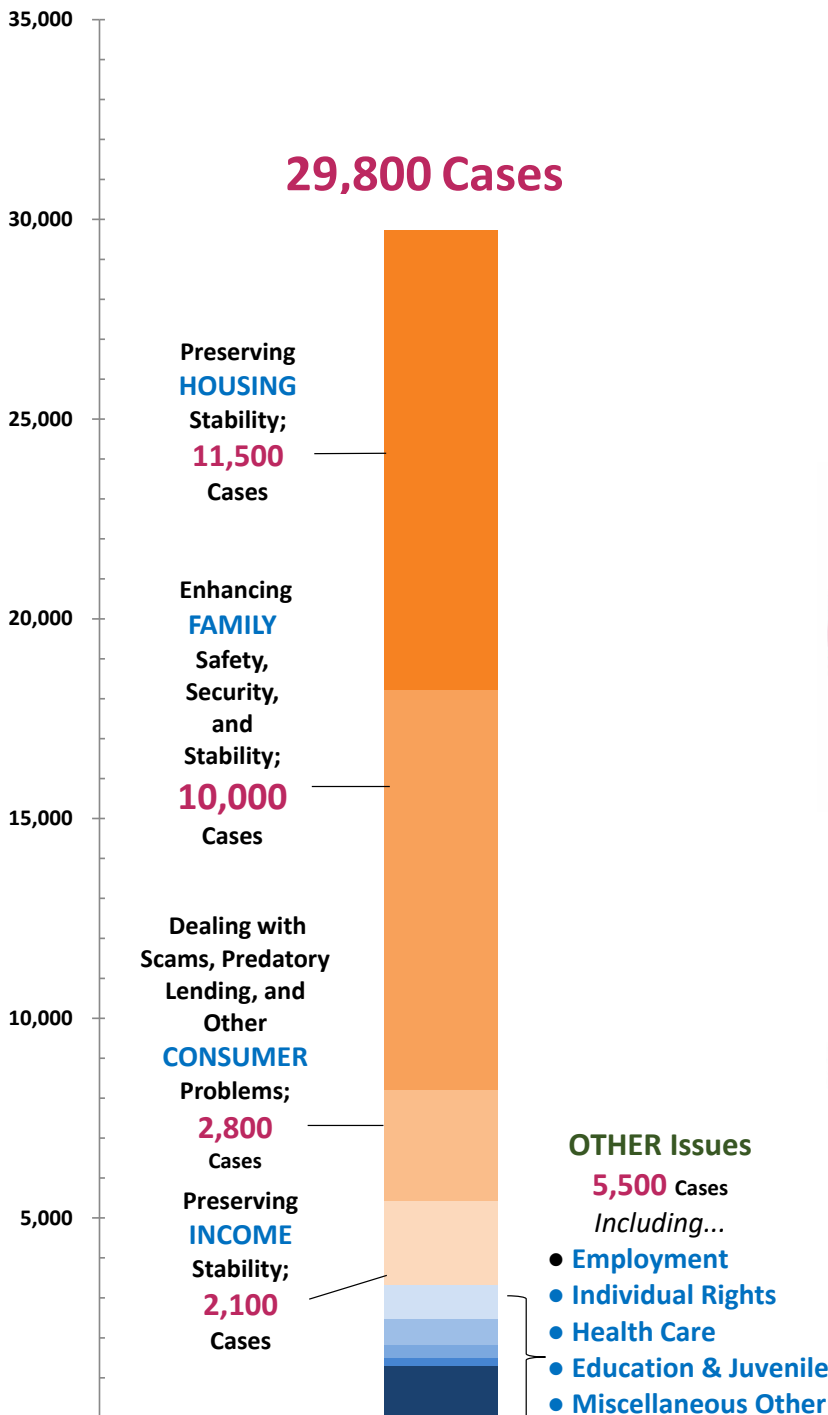 35,000
29,800 Cases
30,000
Preserving
HOUSING
Stability;
11,500
Cases
25,000
Enhancing
FAMILY
Safety,
Security,
and
Stability;
10,000
Cases
20,000
15,000
Dealing with
Scams, Predatory
Lending, and
Other
CONSUMER
Problems;
2,800
Cases
10,000
Preserving
INCOME
Stability;
2,100
Cases
5,000
OTHER Issues
5,500 Cases
Including...
● Employment
● Individual Rights
● Health Care
● Education & Juvenile
● Miscellaneous Other